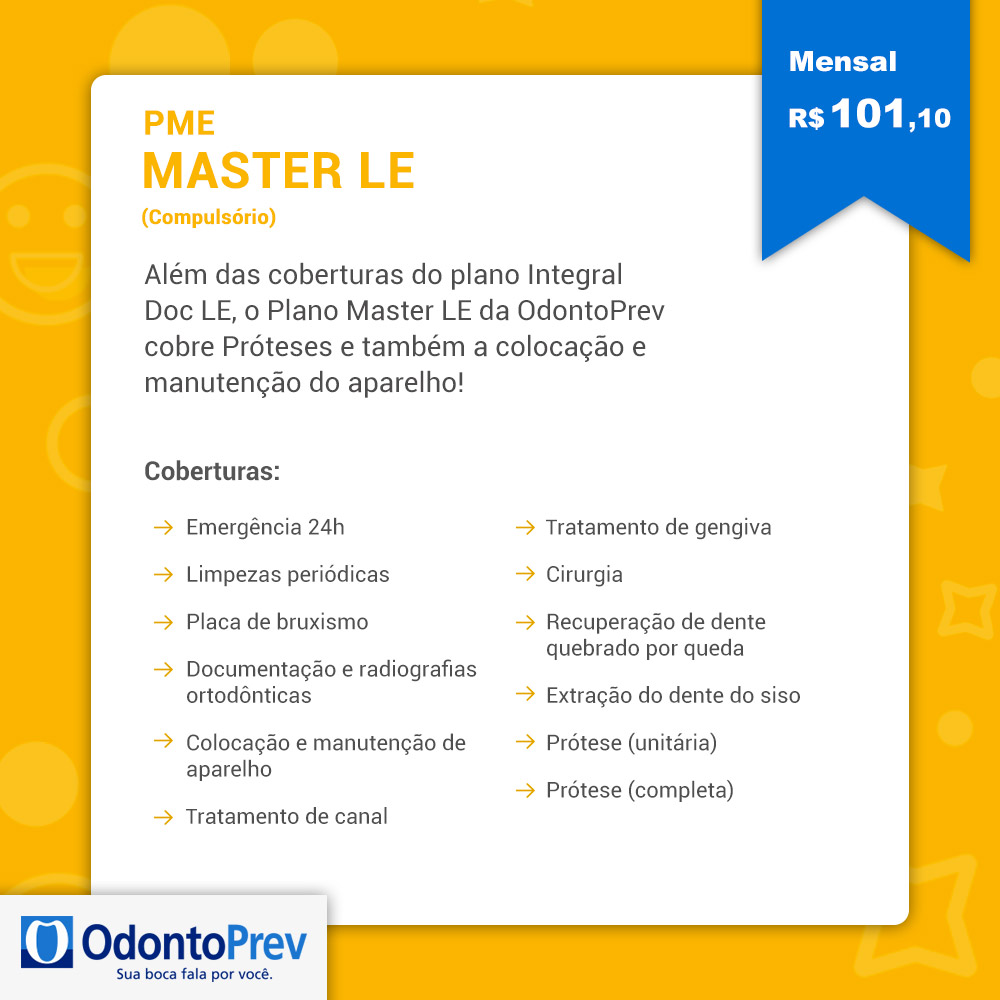 Mensal
R$ 101,10
PME
MASTER LE
(Compulsório)
Além das coberturas do plano Integral
Doc LE, o Plano Master LE da OdontoPrev
cobre Próteses e também a colocação e
manutenção do aparelho!
Coberturas:
Emergência 24h
Limpezas periódicas
Placa de bruxismo
Documentação e radiografias
ortodônticas
Colocação e manutenção de
aparelho
Tratamento de canal
Tratamento de gengiva
Cirurgia
Recuperação de dente
quebrado por queda
Extração do dente do siso
Prótese (unitária)
Prótese (completa)
OdontoPrev
Sua boca fala por você.